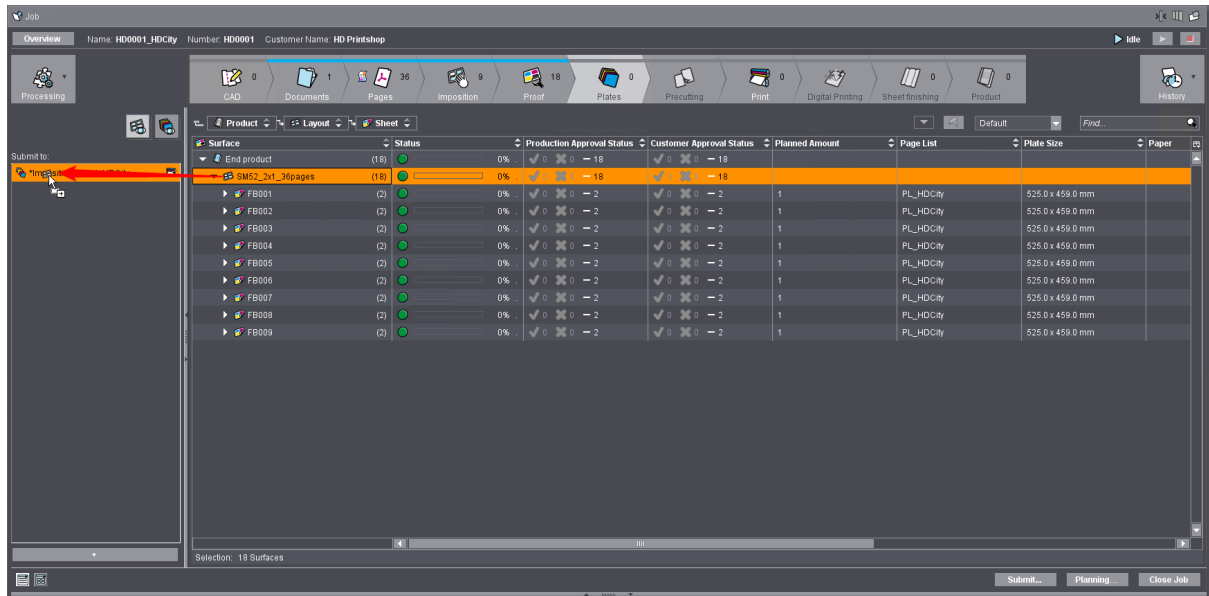 Job
Overview Name: HD0001_HDCity Number: HD0001 Customer Name: HD Printshop Idle
Processing
0 1 36 9 18 0 0 0 0
CAD Documents Pages Imposition Proof Plates Precutting Print Digital Printing Sheet finishing Product
History
Product Layout Sheet Default Find...
Surface Status Production Approval Status Customer Approval Status Planned Amount Page List Plate Size Paper
Submit to:
End product (18) 0% . 0 0 18 0 0 18
SM52_2x1_36pages (18) 0% . 18 18
FB001 (2) 0% . 0 0 2 0 0 2 1 PL_HDCity 525.0 x 459.0 mm
FB002 (2) 0% . 0 0 2 0 0 2 1 PL_HDCity 525.0 x 459.0 mm
FB003 (2) 0% . 0 0 2 0 0 2 1 PL_HDCity 525.0 x 459.0 mm
FB004 (2) 0% . 0 0 2 0 0 2 1 PL_HDCity 525.0 x 459.0 mm
FB005 (2) 0% . 0 0 2 0 0 2 1 PL_HDCity 525.0 x 459.0 mm
FB006 (2) 0% . 0 0 2 0 0 2 1 PL_HDCity 525.0 x 459.0 mm
FB007 (2) 0% . 0 0 2 0 0 2 1 PL_HDCity 525.0 x 459.0 mm
FB008 (2) 0% . 0 0 2 0 0 2 1 PL_HDCity 525.0 x 459.0 mm
FB009 (2) 0% . 0 0 2 0 0 2 1 PL_HDCity 525.0 x 459.0 mm
+
Selection: 18 Surfaces
Submit... Planning... Close Job